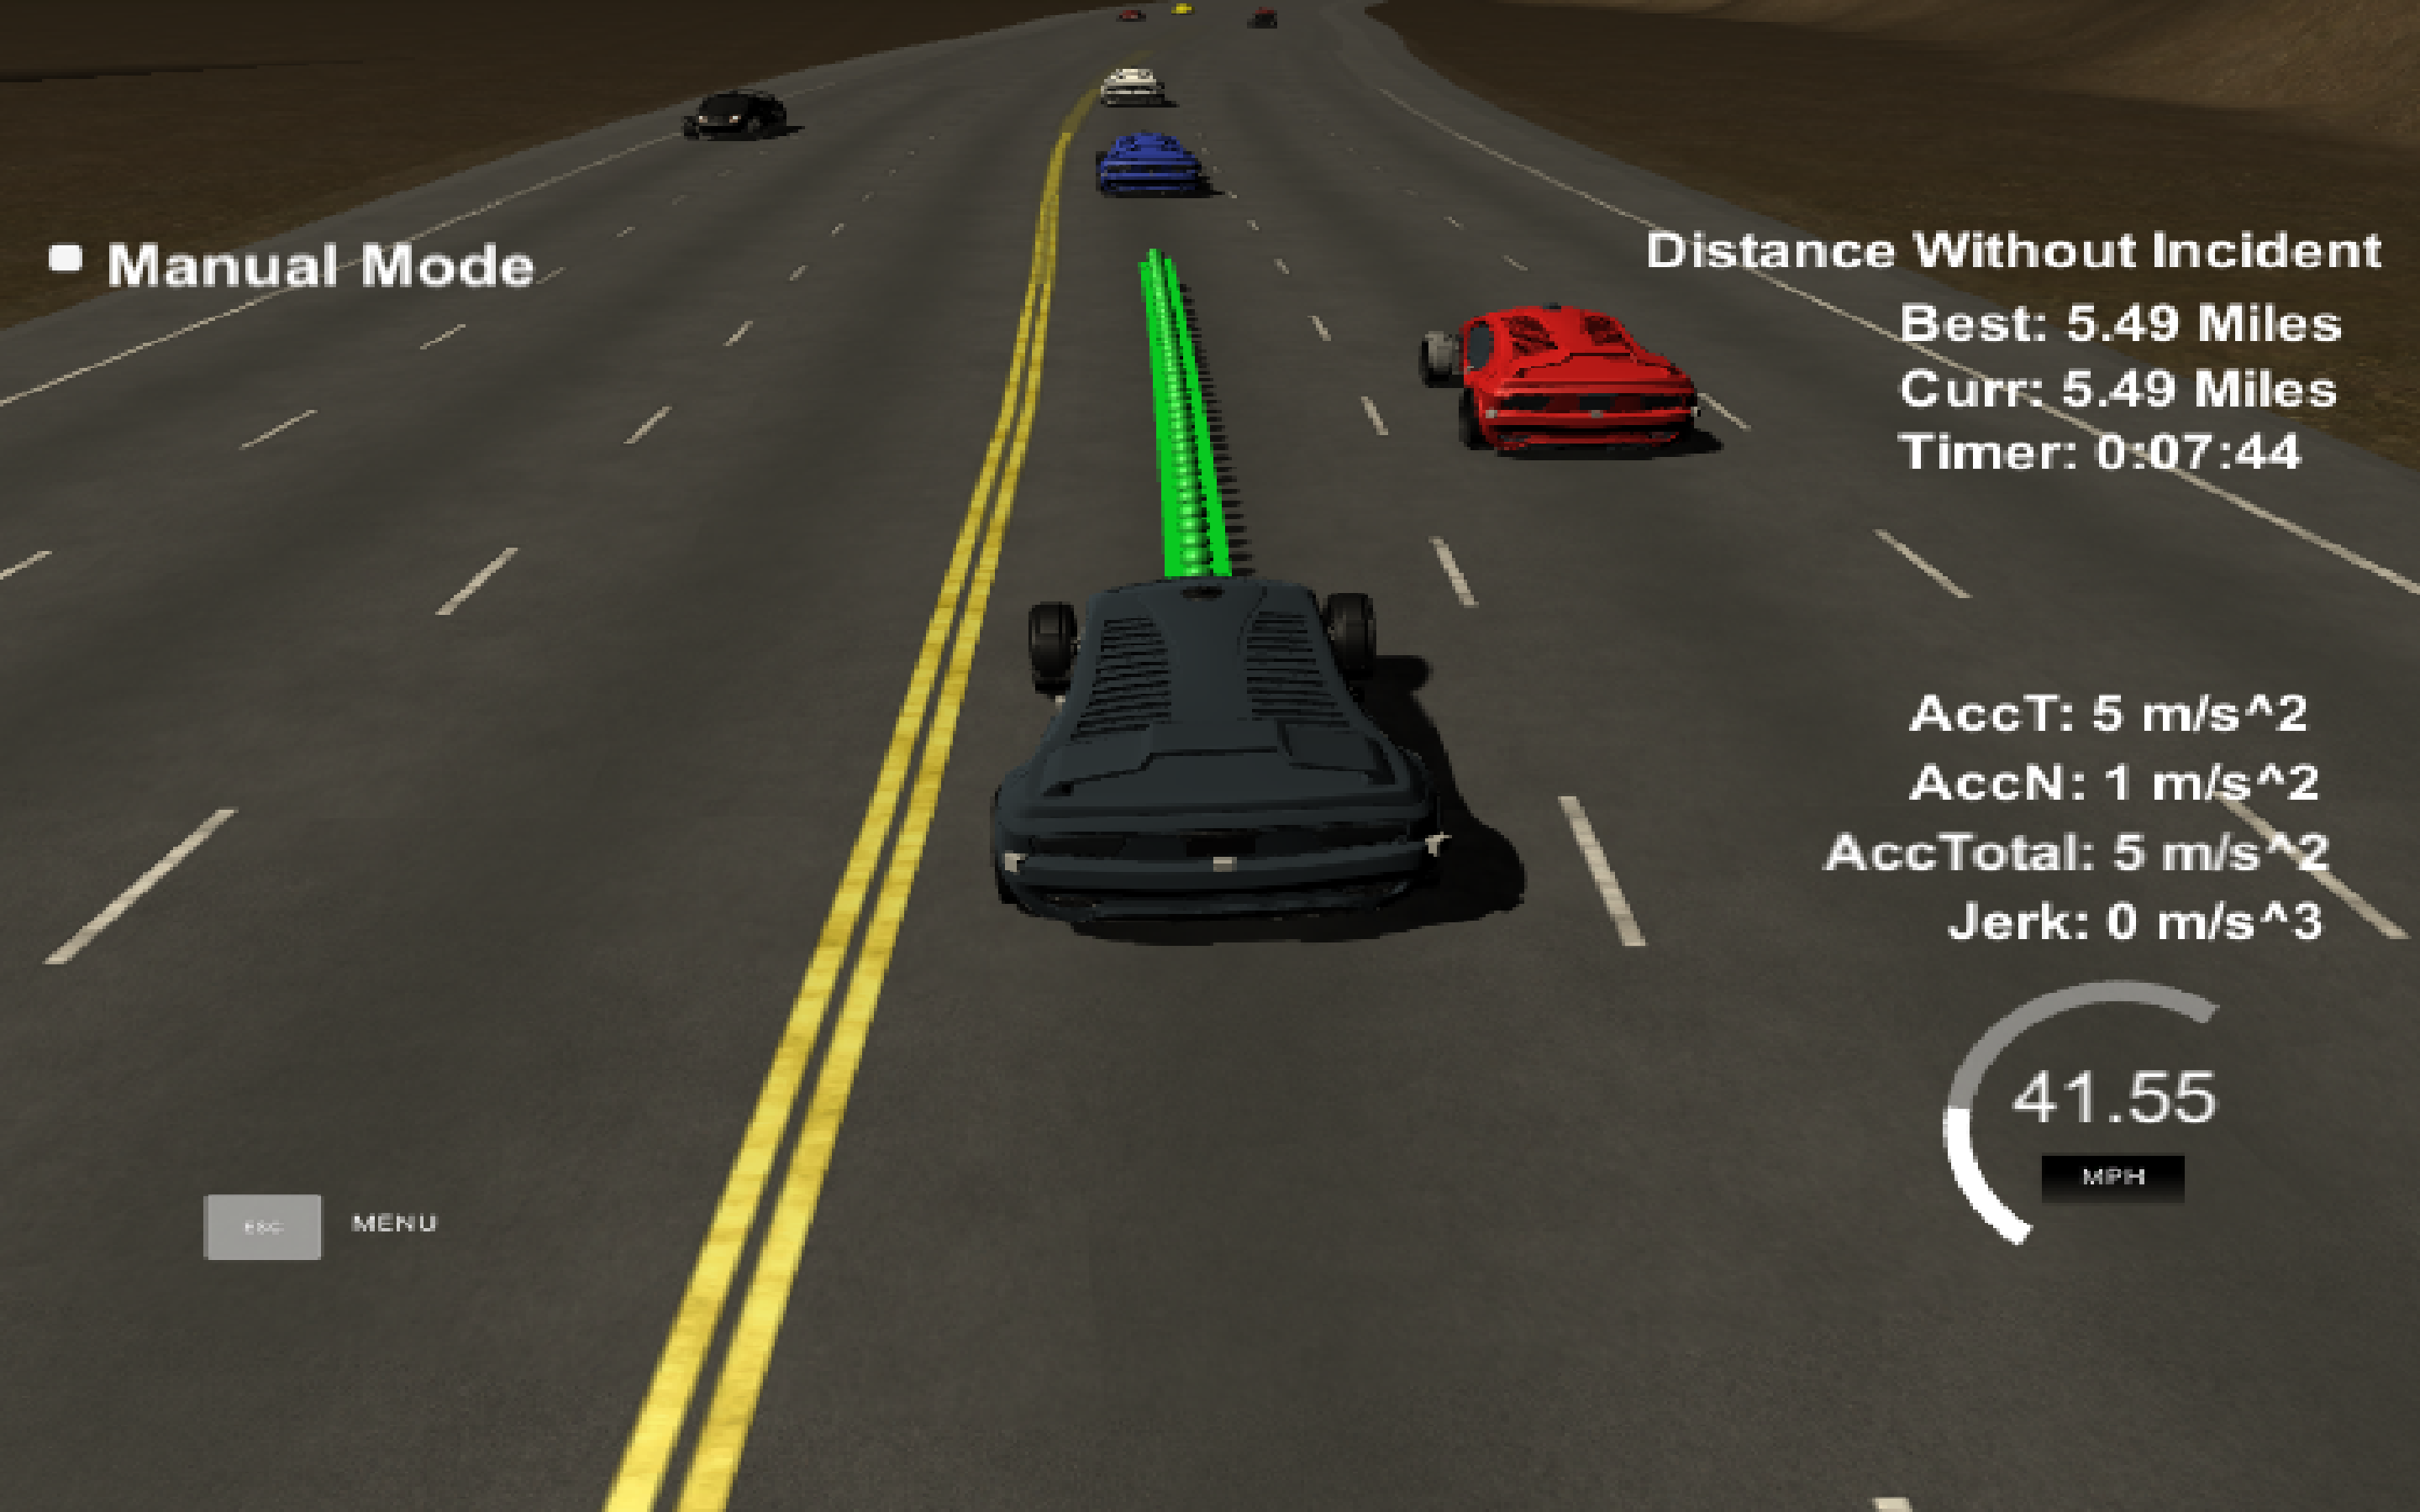 Manual Mode
Distance Without Incident
Best: 5.49 Miles
Curr: 5.49 Miles
Timer: 0:07:44
AccT: 5 m/s^2
AccN: 1 m/s^2
AccTotal: 5 m/s^2
Jerk: 0 m/s^3
41.55
MPH
ESC MENU